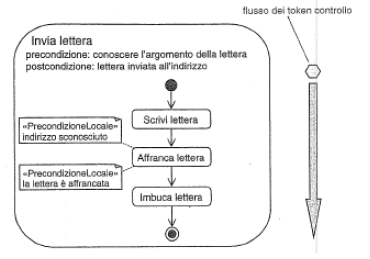 flusso dei token controllo
Invia lettera
precondizione: conoscere l'argomento della lettera
postcondizione: lettera inviata all'indirizzo
Scrivi lettera
«PrecondizioneLocale»
indirizzo sconosciuto
Affranca lettera
«PrecondizioneLocale»
la lettera è affrancata
Imbuca lettera